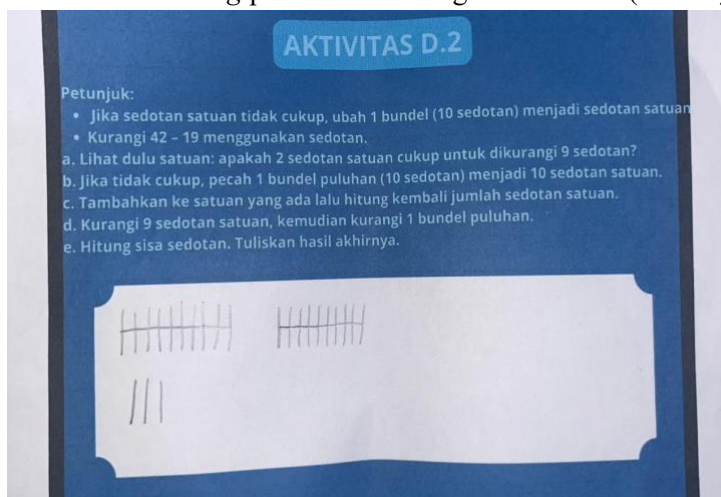 AKTIVITAS D.2
Petunjuk:
• Jika sedotan satuan tidak cukup, ubah 1 bundel (10 sedotan) menjadi sedotan satuan
• Kurangi 42 – 19 menggunakan sedotan.
a. Lihat dulu satuan: apakah 2 sedotan satuan cukup untuk dikurangi 9 sedotan?
b. Jika tidak cukup, pecah 1 bundel puluhan (10 sedotan) menjadi 10 sedotan satuan.
c. Tambahkan ke satuan yang ada lalu hitung kembali jumlah sedotan satuan.
d. Kurangi 9 sedotan satuan, kemudian kurangi 1 bundel puluhan.
e. Hitung sisa sedotan. Tuliskan hasil akhirnya.